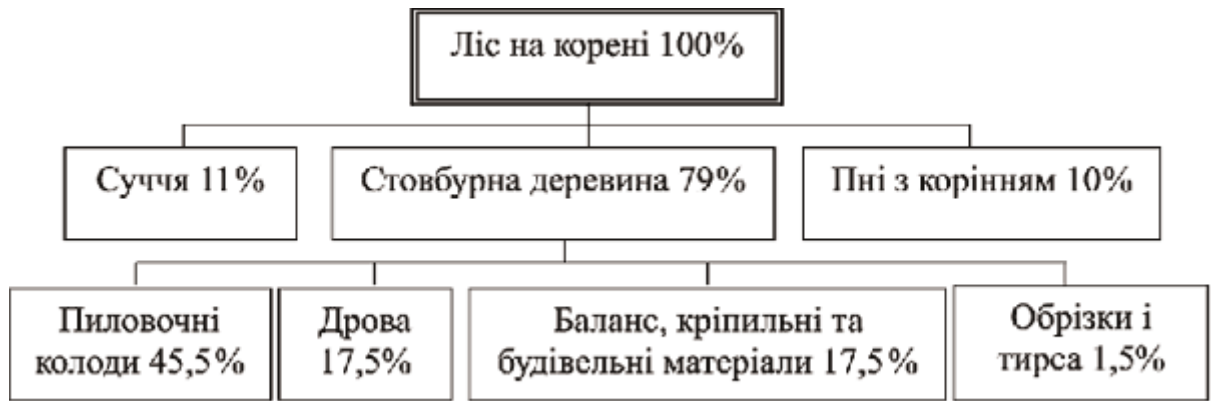 Ліс на корені 100%
Суччя 11%
Стовбурна деревина 79%
Пні з корінням 10%
Пиловочні
колоди 45,5%
Дрова
17,5%
Баланс, кріпильні та
будівельні матеріали 17,5%
Обрізки і
тирса 1,5%